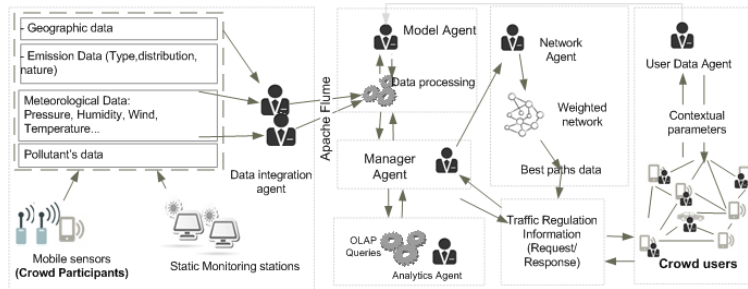 - Geographic data
- Emission Data (Type,distribution,
nature)
Meteorological Data:
Pressure, Humidity, Wind,
Temperature...
Pollutant's data
Data integration
agent
Mobile sensors
(Crowd Participants)
Static Monitoring stations
Apache Flume
Model Agent
Data processing
Manager
Agent
OLAP
Queries
Analytics Agent
Network
Agent
Weighted
network
Best paths data
Traffic Regulation
Information
(Request/
Response)
User Data Agent
Contextual
parameters
Crowd users